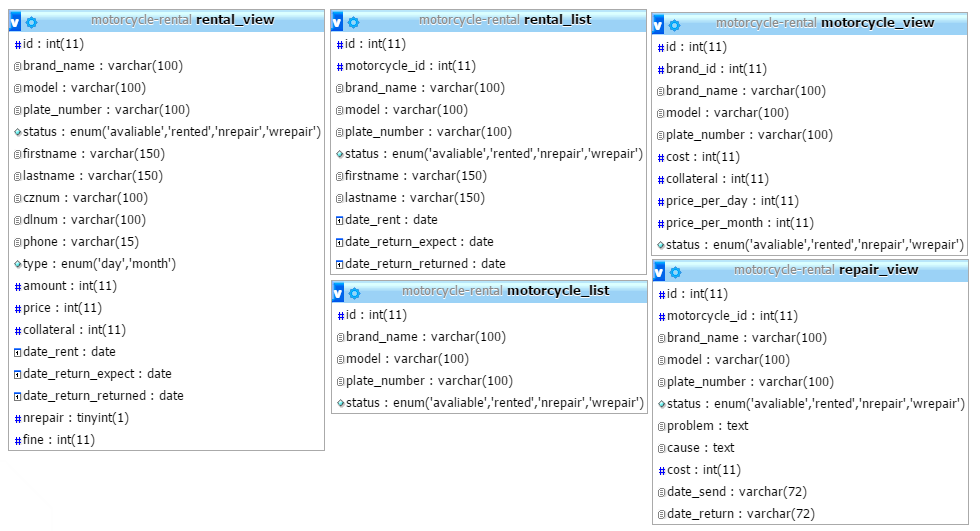 motorcycle-rental rental_view
id : int(11)
brand_name : varchar(100)
model : varchar(100)
plate_number : varchar(100)
status : enum('avaliable','rented','nrepair','wrepair')
firstname : varchar(150)
lastname : varchar(150)
cznum : varchar(100)
dlnum : varchar(100)
phone : varchar(15)
type : enum('day','month')
amount : int(11)
price : int(11)
collateral : int(11)
date_rent : date
date_return_expect : date
date_return_returned : date
nrepair : tinyint(1)
fine : int(11)
motorcycle-rental rental_list
id : int(11)
motorcycle_id : int(11)
brand_name : varchar(100)
model : varchar(100)
plate_number : varchar(100)
status : enum('avaliable','rented','nrepair','wrepair')
firstname : varchar(150)
lastname : varchar(150)
date_rent : date
date_return_expect : date
date_return_returned : date
motorcycle-rental motorcycle_list
id : int(11)
brand_name : varchar(100)
model : varchar(100)
plate_number : varchar(100)
status : enum('avaliable','rented','nrepair','wrepair')
motorcycle-rental motorcycle_view
id : int(11)
brand_id : int(11)
brand_name : varchar(100)
model : varchar(100)
plate_number : varchar(100)
cost : int(11)
collateral : int(11)
price_per_day : int(11)
price_per_month : int(11)
status : enum('avaliable','rented','nrepair','wrepair')
motorcycle-rental repair_view
id : int(11)
motorcycle_id : int(11)
brand_name : varchar(100)
model : varchar(100)
plate_number : varchar(100)
status : enum('avaliable','rented','nrepair','wrepair')
problem : text
cause : text
cost : int(11)
date_send : varchar(72)
date_return : varchar(72)